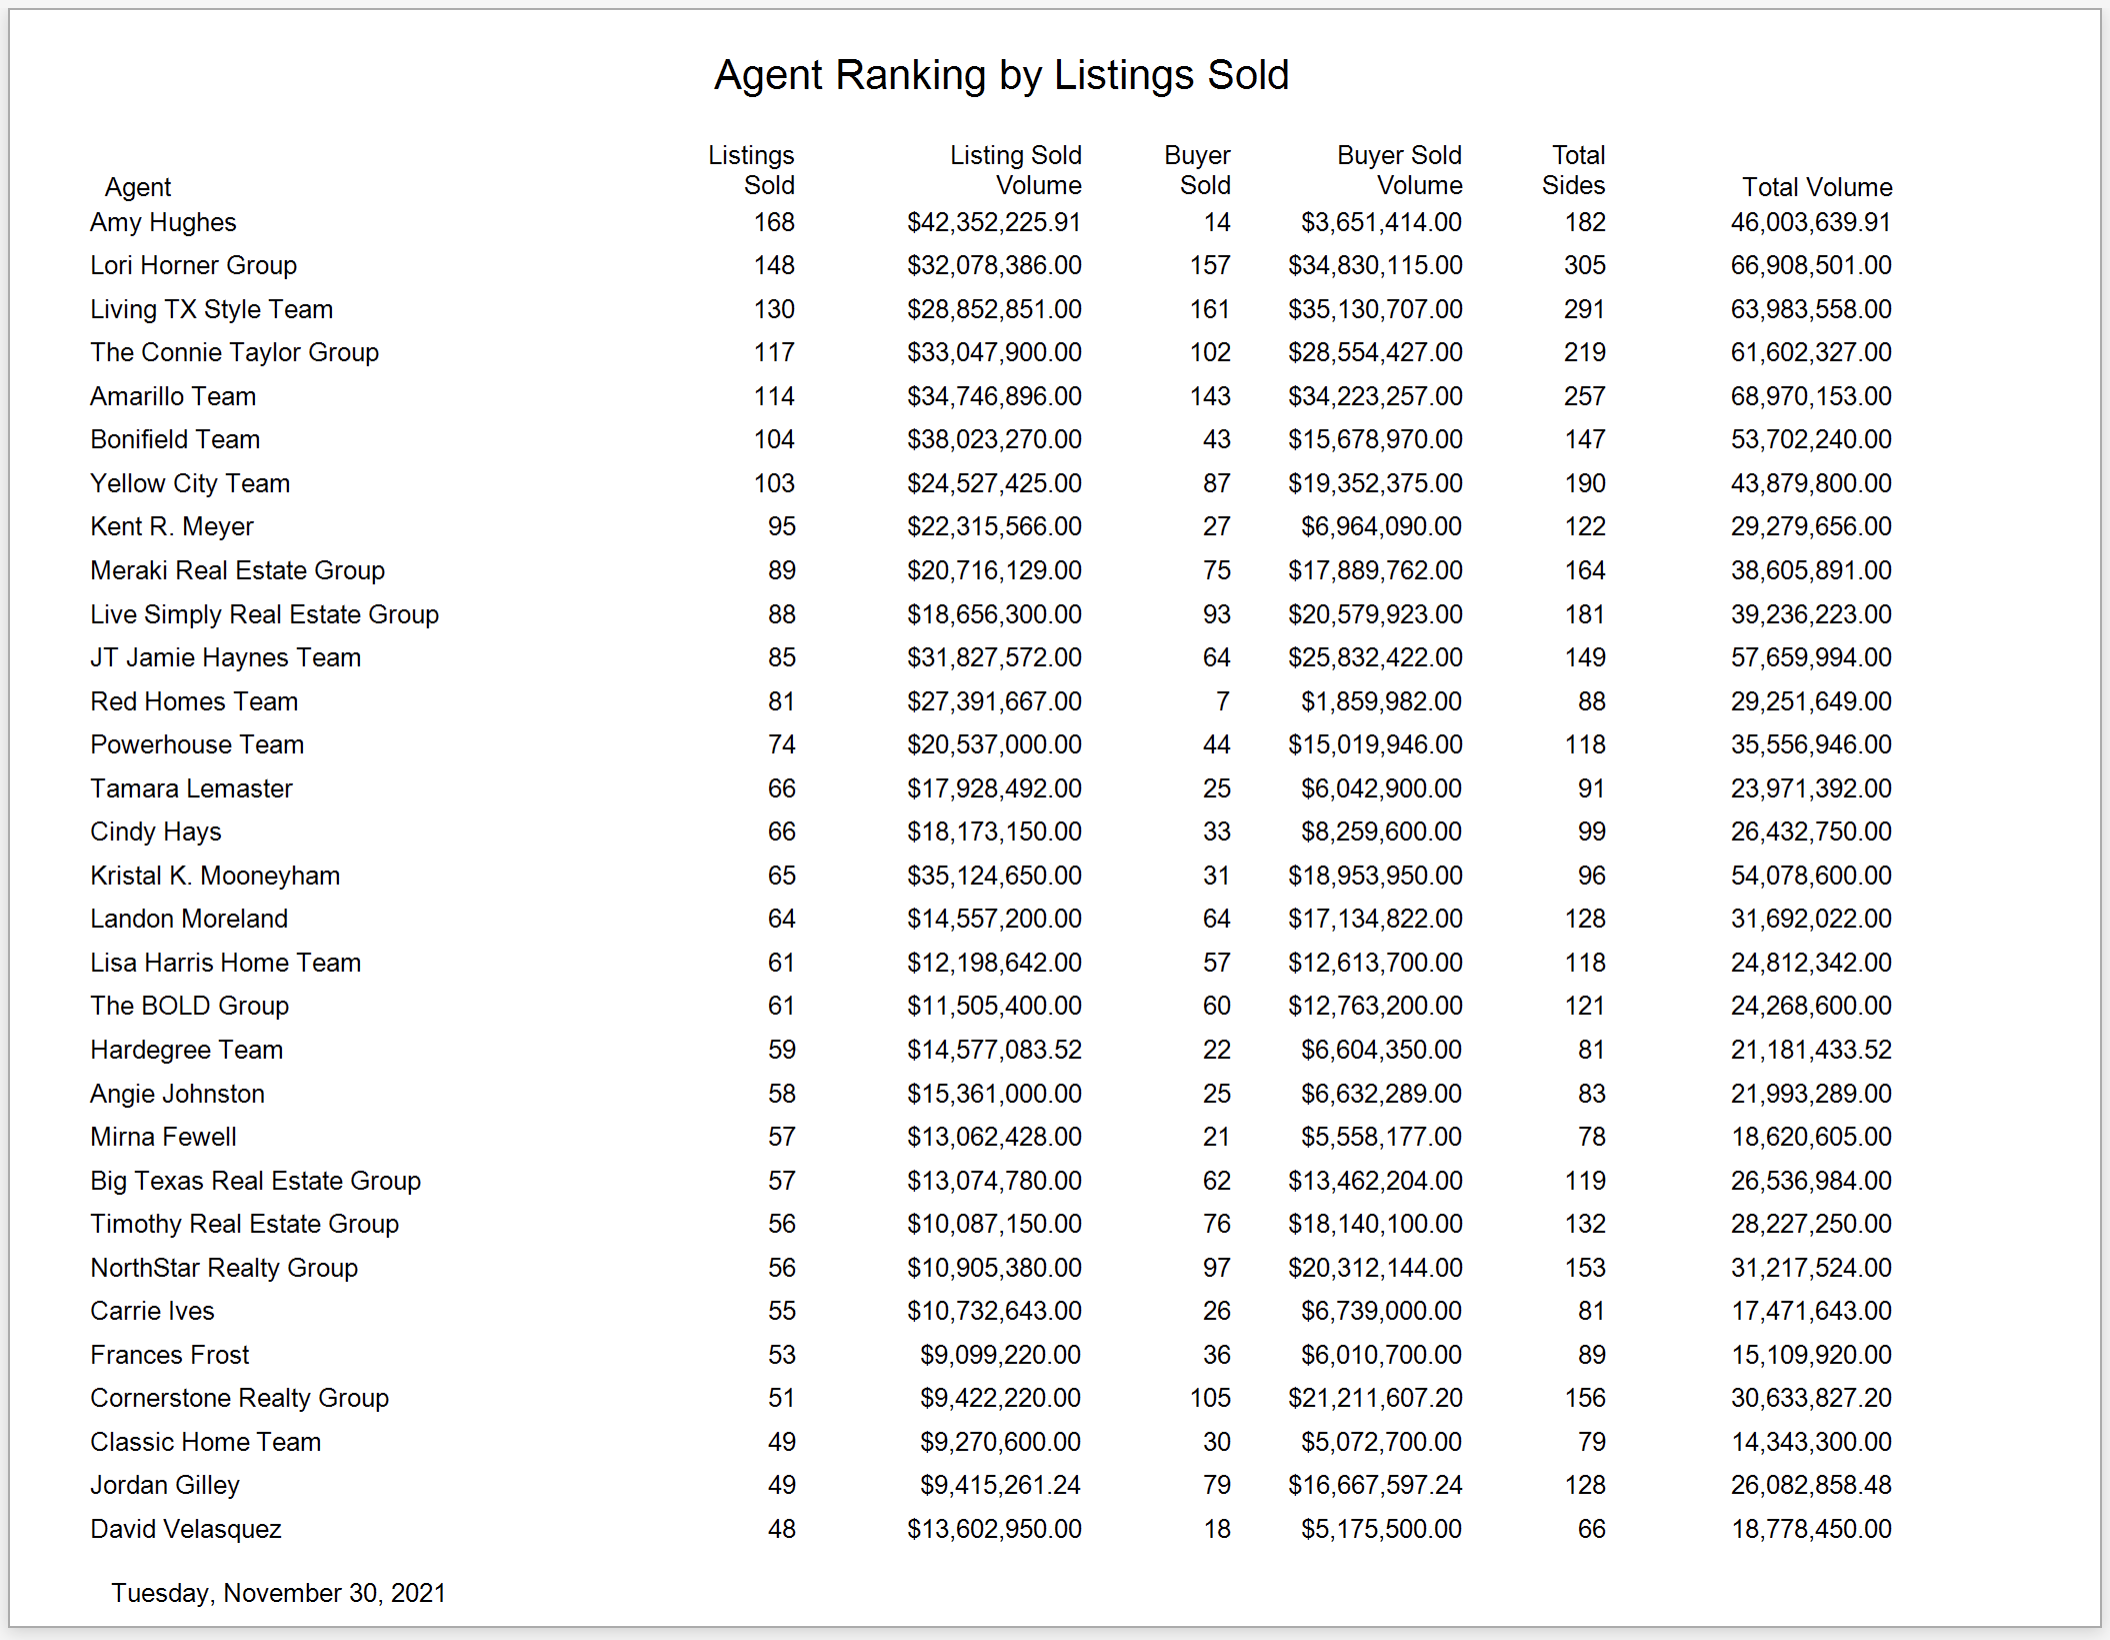 Agent Ranking by Listings Sold
Listings Listing Sold Buyer Buyer Sold Total
Agent Sold Volume Sold Volume Sides Total Volume
Amy Hughes 168 $42,352,225.91 14 $3,651,414.00 182 46,003,639.91
Lori Horner Group 148 $32,078,386.00 157 $34,830,115.00 305 66,908,501.00
Living TX Style Team 130 $28,852,851.00 161 $35,130,707.00 291 63,983,558.00
The Connie Taylor Group 117 $33,047,900.00 102 $28,554,427.00 219 61,602,327.00
Amarillo Team 114 $34,746,896.00 143 $34,223,257.00 257 68,970,153.00
Bonifield Team 104 $38,023,270.00 43 $15,678,970.00 147 53,702,240.00
Yellow City Team 103 $24,527,425.00 87 $19,352,375.00 190 43,879,800.00
Kent R. Meyer 95 $22,315,566.00 27 $6,964,090.00 122 29,279,656.00
Meraki Real Estate Group 89 $20,716,129.00 75 $17,889,762.00 164 38,605,891.00
Live Simply Real Estate Group 88 $18,656,300.00 93 $20,579,923.00 181 39,236,223.00
JT Jamie Haynes Team 85 $31,827,572.00 64 $25,832,422.00 149 57,659,994.00
Red Homes Team 81 $27,391,667.00 7 $1,859,982.00 88 29,251,649.00
Powerhouse Team 74 $20,537,000.00 44 $15,019,946.00 118 35,556,946.00
Tamara Lemaster 66 $17,928,492.00 25 $6,042,900.00 91 23,971,392.00
Cindy Hays 66 $18,173,150.00 33 $8,259,600.00 99 26,432,750.00
Kristal K. Mooneyham 65 $35,124,650.00 31 $18,953,950.00 96 54,078,600.00
Landon Moreland 64 $14,557,200.00 64 $17,134,822.00 128 31,692,022.00
Lisa Harris Home Team 61 $12,198,642.00 57 $12,613,700.00 118 24,812,342.00
The BOLD Group 61 $11,505,400.00 60 $12,763,200.00 121 24,268,600.00
Hardegree Team 59 $14,577,083.52 22 $6,604,350.00 81 21,181,433.52
Angie Johnston 58 $15,361,000.00 25 $6,632,289.00 83 21,993,289.00
Mirna Fewell 57 $13,062,428.00 21 $5,558,177.00 78 18,620,605.00
Big Texas Real Estate Group 57 $13,074,780.00 62 $13,462,204.00 119 26,536,984.00
Timothy Real Estate Group 56 $10,087,150.00 76 $18,140,100.00 132 28,227,250.00
NorthStar Realty Group 56 $10,905,380.00 97 $20,312,144.00 153 31,217,524.00
Carrie Ives 55 $10,732,643.00 26 $6,739,000.00 81 17,471,643.00
Frances Frost 53 $9,099,220.00 36 $6,010,700.00 89 15,109,920.00
Cornerstone Realty Group 51 $9,422,220.00 105 $21,211,607.20 156 30,633,827.20
Classic Home Team 49 $9,270,600.00 30 $5,072,700.00 79 14,343,300.00
Jordan Gilley 49 $9,415,261.24 79 $16,667,597.24 128 26,082,858.48
David Velasquez 48 $13,602,950.00 18 $5,175,500.00 66 18,778,450.00
Tuesday, November 30, 2021